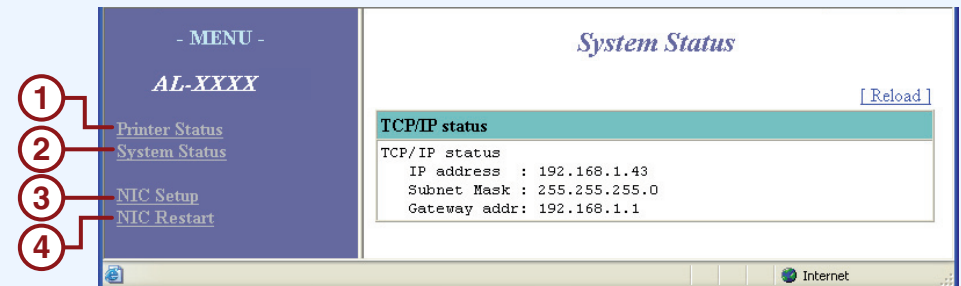 - MENU -
AL-XXXX
1
Printer Status
2
System Status
3
NIC Setup
4
NIC Restart
System Status
[ Reload ]
TCP/IP status
TCP/IP status
IP address : 192.168.1.43
Subnet Mask : 255.255.255.0
Gateway addr: 192.168.1.1
Internet